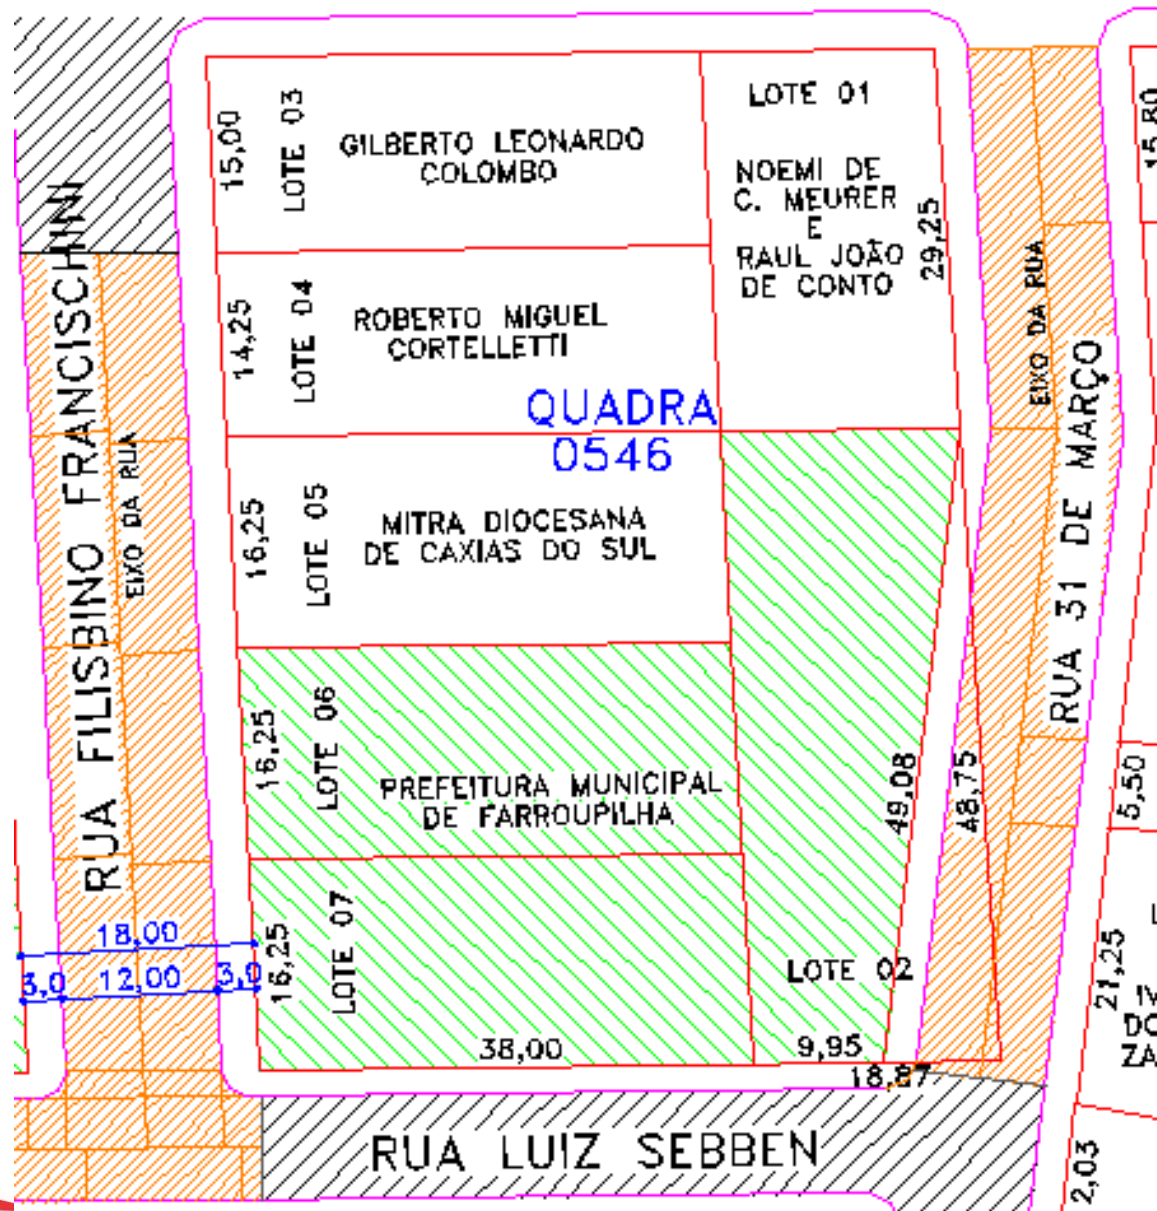 LOTE 01
NOEMI DE
C. MEURER
E
RAUL JOÃO
DE CONTO
29,25
15,00
LOTE 03
GILBERTO LEONARDO
COLOMBO
14,25
LOTE 04
ROBERTO MIGUEL
CORTELLETTI
QUADRA
0546
16,25
LOTE 05
MITRA DIOCESANA
DE CAXIAS DO SUL
16,25
LOTE 06
PREFEITURA MUNICIPAL
DE FARROUPILHA
16,25
LOTE 07
38,00
LOTE 02
9,95
18,87
49,08
48,75
RUA FILISBINO FRANCISCHINI
EIXO DA RUA
18,00
3,0
12,00
3,0
EIXO DA RUA
RUA 31 DE MARÇO
15,80
5,50
21,25
L
DO
ZA
2,03
RUA LUIZ SEBBEN